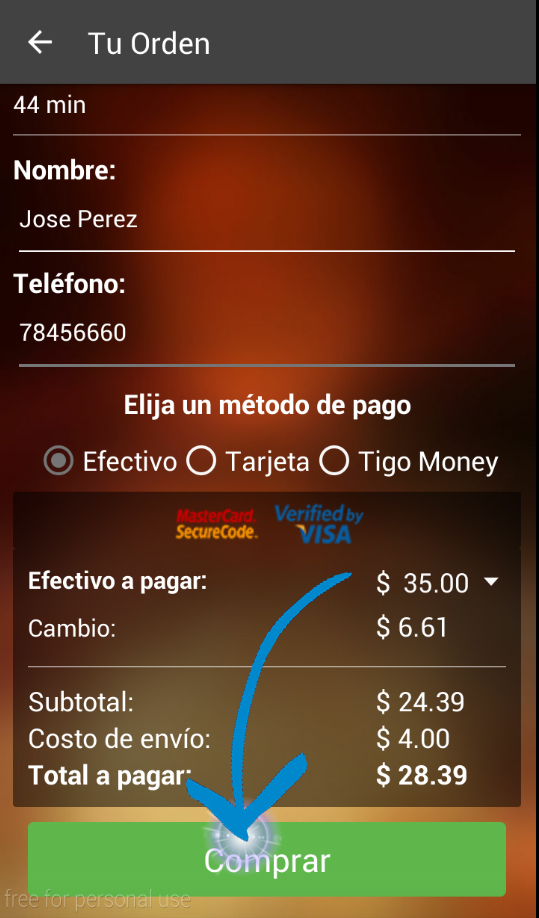 Tu Orden
44 min
Nombre:
Jose Perez
Teléfono:
78456660
Elija un método de pago
Efectivo Tarjeta Tigo Money
MasterCard. Verified by
SecureCode. VISA
Efectivo a pagar: $ 35.00
Cambio: $ 6.61
Subtotal: $ 24.39
Costo de envío: $ 4.00
Total a pagar: $ 28.39
Comprar
free for personal use